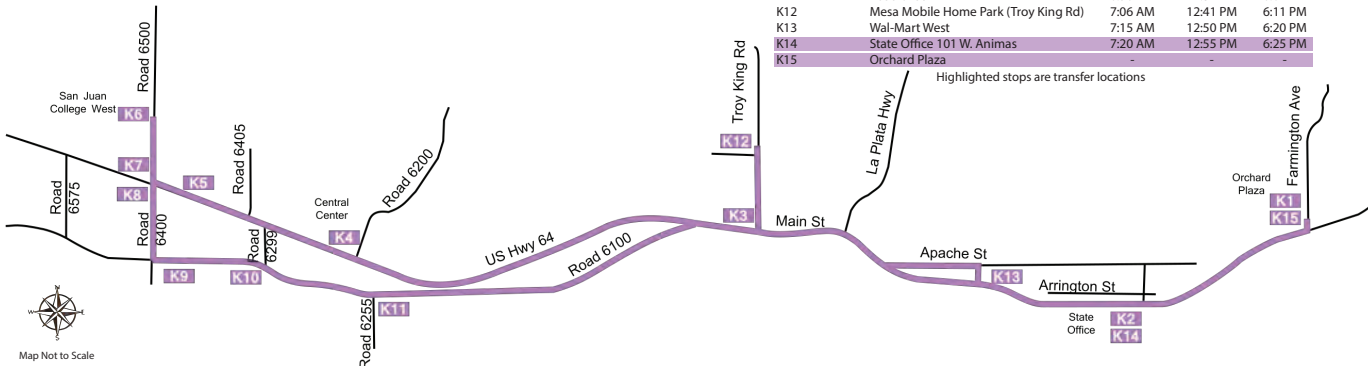 K12 Mesa Mobile Home Park (Troy King Rd) 7:06 AM 12:41 PM 6:11 PM
K13 Wal-Mart West 7:15 AM 12:50 PM 6:20 PM
K14 State Office 101 W. Animas 7:20 AM 12:55 PM 6:25 PM
K15 Orchard Plaza - - -
Highlighted stops are transfer locations
Road 6500
San Juan
College West
K6
K7
K8
K5
Road
6575
Road
6400
Road 6405
Road
6299
Central
Center
K4
Road 6200
K9
K10
K11
Road 6255
US Hwy 64
Road 6100
Troy King Rd
K12
K3
Main St
La Plata Hwy
Apache St
K13
Arrington St
State
Office
K2
K14
Farmington Ave
Orchard
Plaza
K1
K15
N
W
E
S
Map Not to Scale